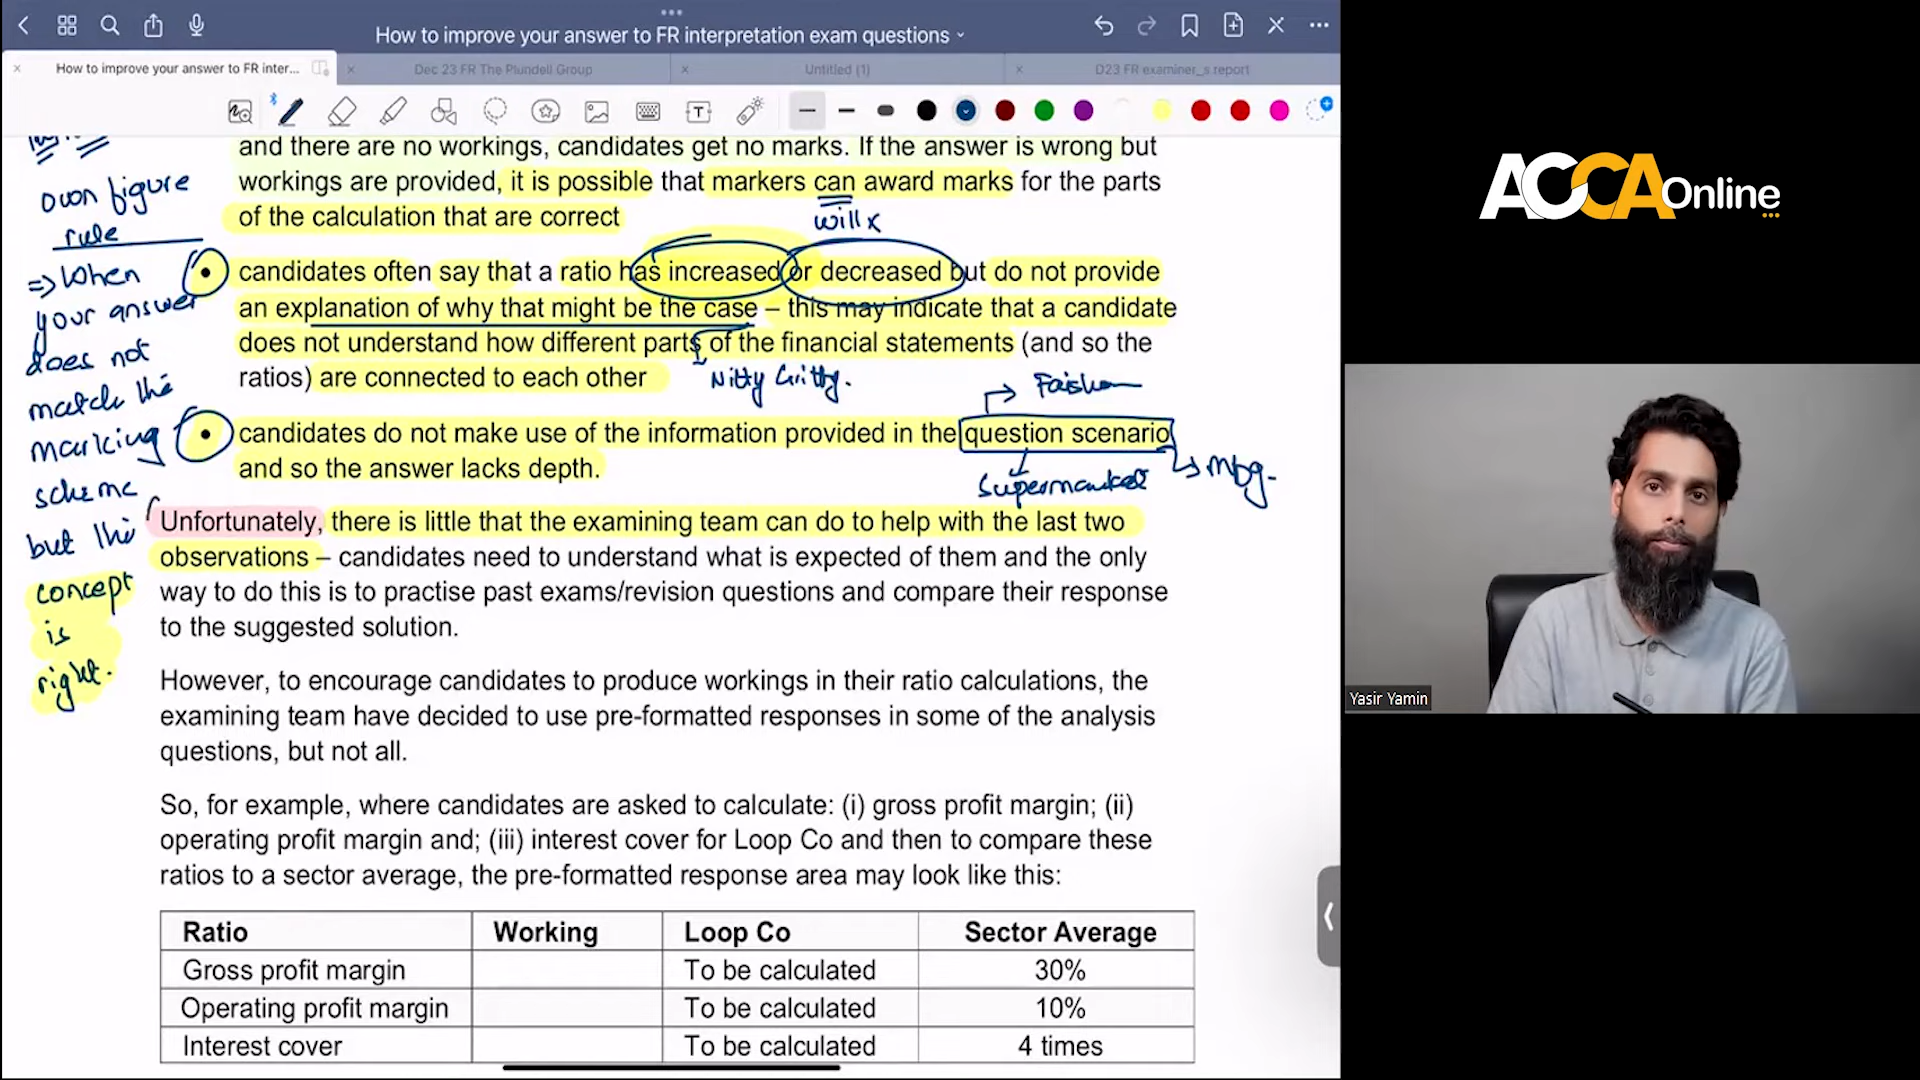 How to improve your answer to FR interpretation exam questions
How to improve your answer to FR inter...
Dec 23 FR The Plundell Group
Untitled (1)
D23 FR examiner_s report
and there are no workings, candidates get no marks. If the answer is wrong but
workings are provided, it is possible that markers can award marks for the parts
of the calculation that are correct
will x
own figure
rule
⇒ When
your answer
does not
match the
marking
scheme
but the
concept
is
right.
• candidates often say that a ratio has increased or decreased but do not provide
an explanation of why that might be the case – this may indicate that a candidate
does not understand how different parts of the financial statements (and so the
ratios) are connected to each other
Nitty Gritty.
• candidates do not make use of the information provided in the question scenario
and so the answer lacks depth.
Supermarket
Mfg.
Unfortunately, there is little that the examining team can do to help with the last two
observations – candidates need to understand what is expected of them and the only
way to do this is to practise past exams/revision questions and compare their response
to the suggested solution.
However, to encourage candidates to produce workings in their ratio calculations, the
examining team have decided to use pre-formatted responses in some of the analysis
questions, but not all.
So, for example, where candidates are asked to calculate: (i) gross profit margin; (ii)
operating profit margin and; (iii) interest cover for Loop Co and then to compare these
ratios to a sector average, the pre-formatted response area may look like this:
Ratio Working Loop Co Sector Average
Gross profit margin To be calculated 30%
Operating profit margin To be calculated 10%
Interest cover To be calculated 4 times
ACCA Online
Yasir Yamin